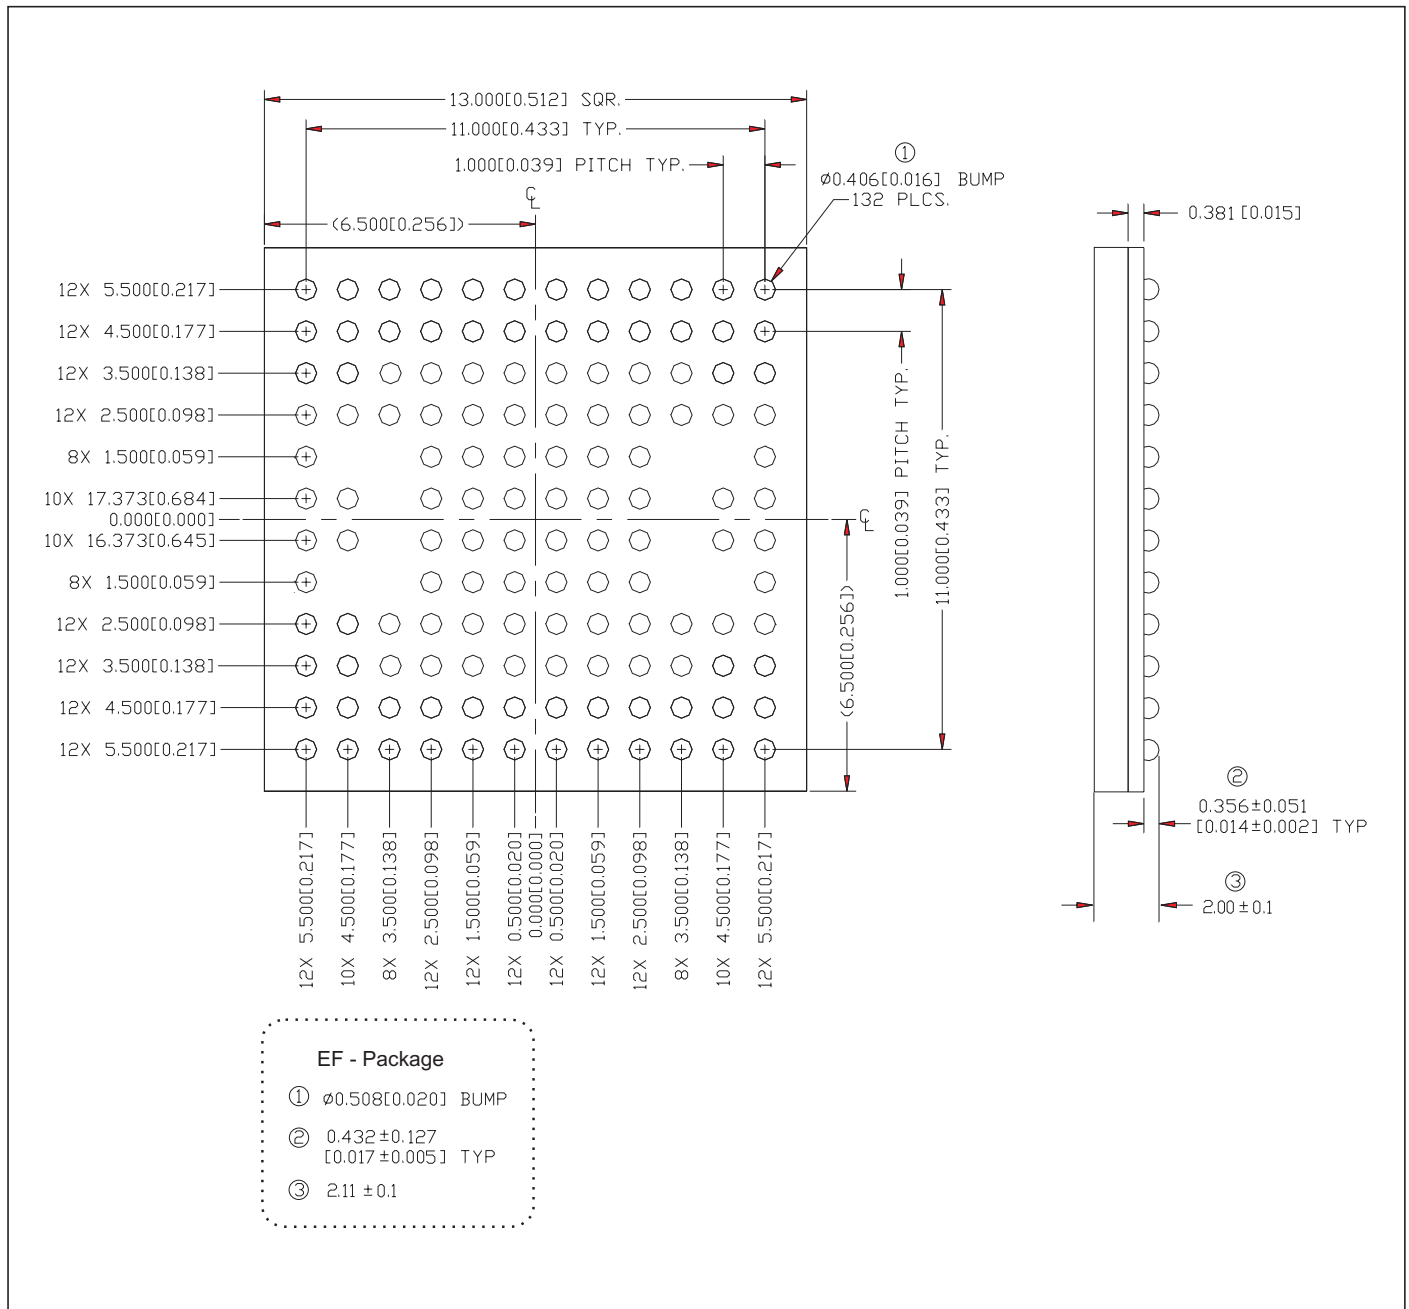 13.000[0.512] SQR.
11.000[0.433] TYP.
1.000[0.039] PITCH TYP.
①
Ø0.406[0.016] BUMP
132 PLCS.
℄
(6.500[0.256])
0.381 [0.015]
12X 5.500[0.217]
12X 4.500[0.177]
12X 3.500[0.138]
12X 2.500[0.098]
8X 1.500[0.059]
10X 17.373[0.684]
0.000[0.000]
10X 16.373[0.645]
8X 1.500[0.059]
12X 2.500[0.098]
12X 3.500[0.138]
12X 4.500[0.177]
12X 5.500[0.217]
℄
1.000[0.039] PITCH TYP.
11.000[0.433] TYP.
(6.500[0.256])
②
0.356±0.051
[0.014±0.002] TYP
③
2.00±0.1
12X 5.500[0.217]
10X 4.500[0.177]
8X 3.500[0.138]
12X 2.500[0.098]
12X 1.500[0.059]
12X 0.500[0.020]
0.000[0.000]
12X 0.500[0.020]
12X 1.500[0.059]
12X 2.500[0.098]
8X 3.500[0.138]
10X 4.500[0.177]
12X 5.500[0.217]
EF - Package
① Ø0.508[0.020] BUMP
② 0.432±0.127
[0.017±0.005] TYP
③ 2.11 ±0.1